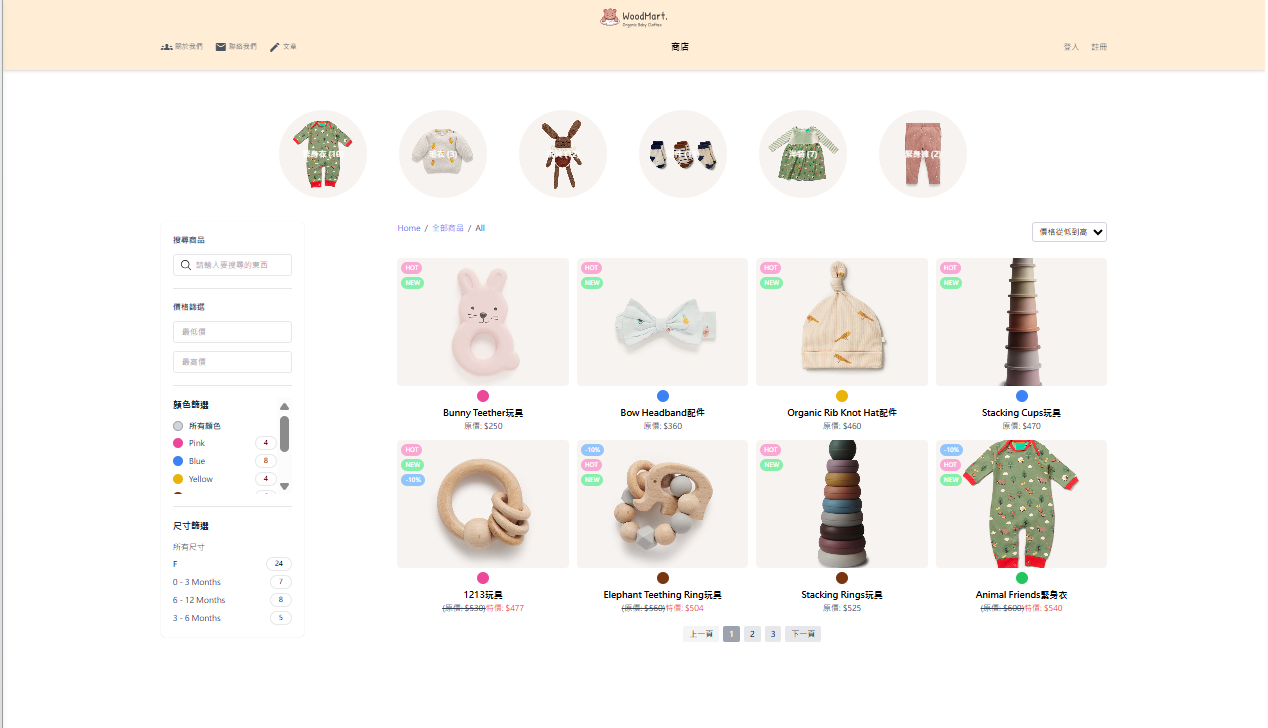 WoodMart.
Organic Baby Clothes
關於我們 聯絡我們 文章
商店
登入 註冊
緊身衣 (10
(3)
(7)
緊身褲 (2)
搜尋商品
請輸入要搜尋的東西
價格篩選
最低價
最高價
顏色篩選
所有顏色
Pink 4
Blue 8
Yellow 4
尺寸篩選
所有尺寸
F 24
0 - 3 Months 7
6 - 12 Months 8
3 - 6 Months 5
Home / 全部商品 / All
價格從低到高
HOT
NEW
Bunny Teether玩具
原價: $250
HOT
NEW
Bow Headband配件
原價: $360
HOT
NEW
Organic Rib Knot Hat配件
原價: $460
HOT
NEW
Stacking Cups玩具
原價: $470
HOT
NEW
-10%
1213玩具
(原價: $530)特價: $477
-10%
HOT
NEW
Elephant Teething Ring玩具
(原價: $560)特價: $504
HOT
NEW
Stacking Rings玩具
原價: $525
-10%
HOT
NEW
Animal Friends緊身衣
(原價: $600)特價: $540
上一頁 1 2 3 下一頁